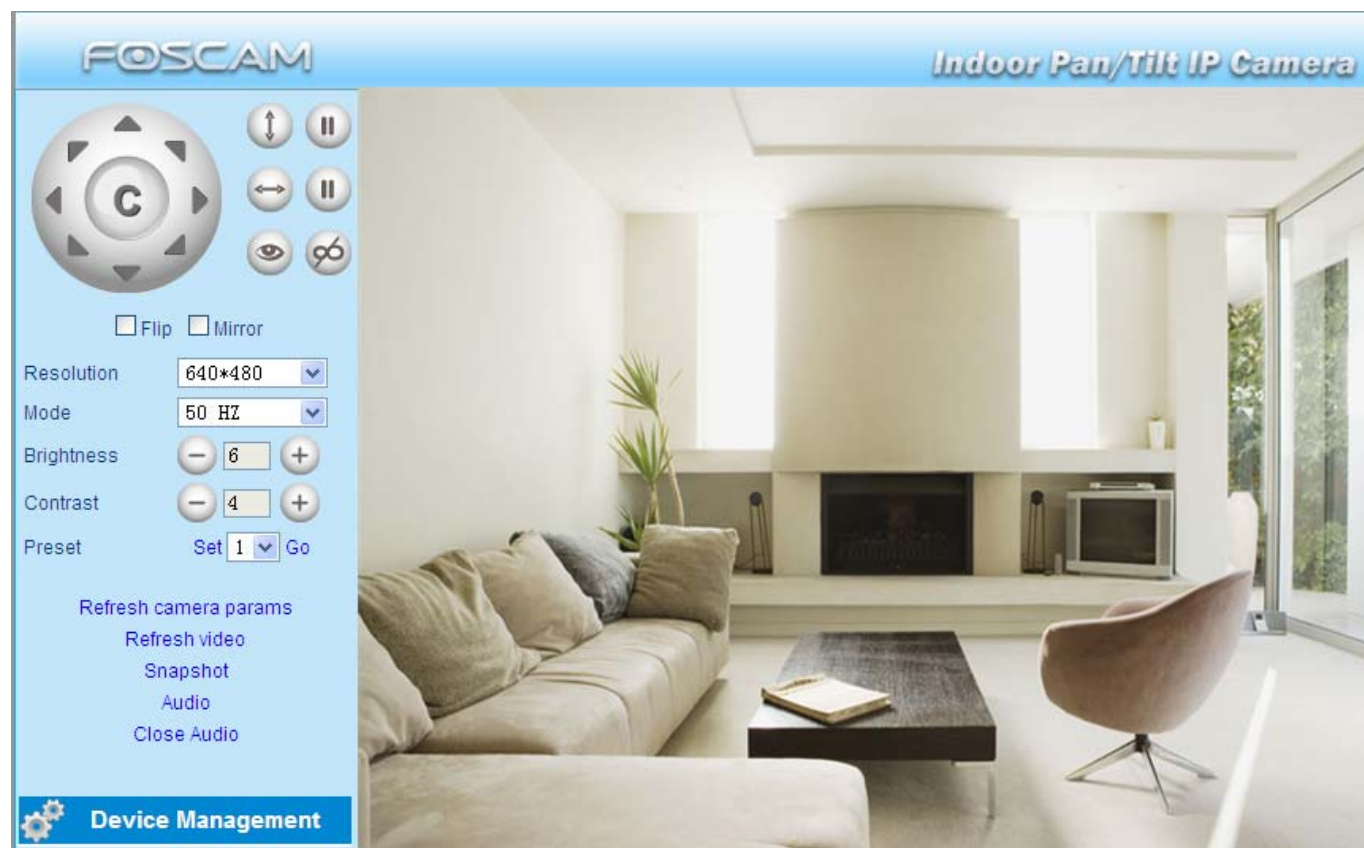 FOSCAM
Indoor Pan/Tilt IP Camera
C
Flip Mirror
Resolution 640*480
Mode 50 HZ
Brightness 6
Contrast 4
Preset Set 1 Go
Refresh camera params
Refresh video
Snapshot
Audio
Close Audio
Device Management